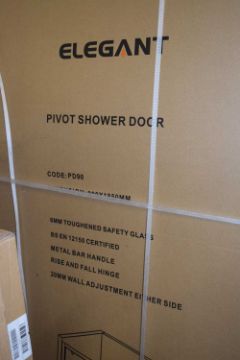 ELEGANT
PIVOT SHOWER DOOR
CODE: PD90
6MM TOUGHENED SAFETY GLASS
BS EN 12150 CERTIFIED
METAL BAR HANDLE
RISE AND FALL HINGE
20MM WALL ADJUSTMENT EITHER SIDE